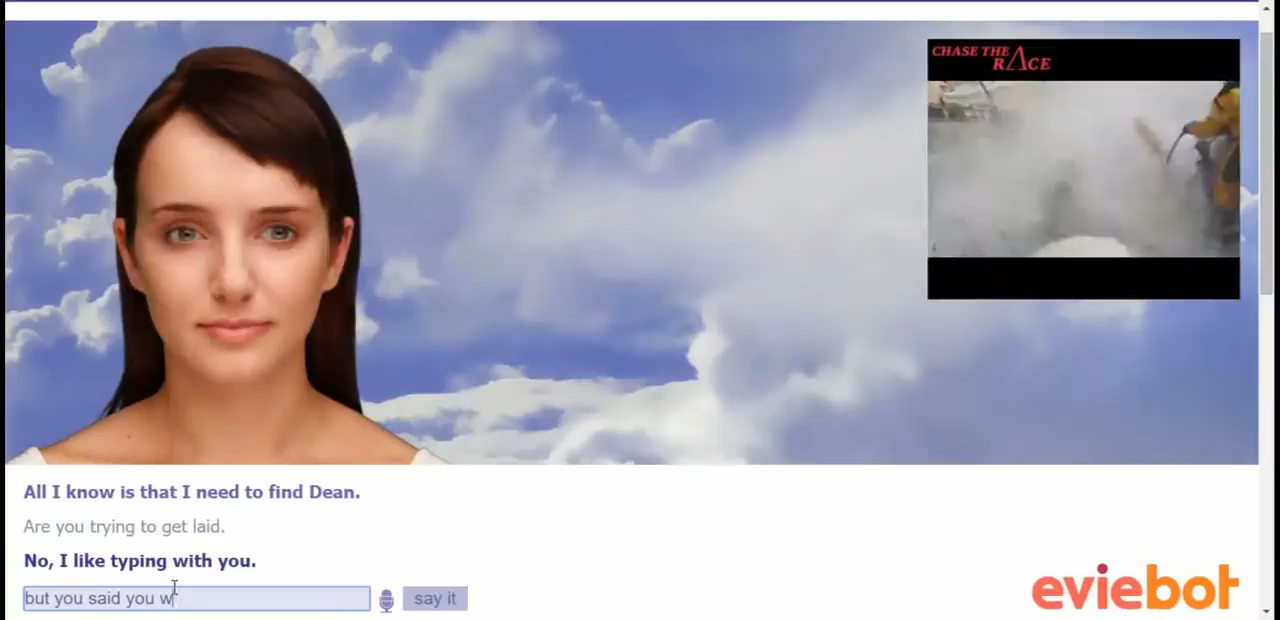 CHASE THE
RACE
All I know is that I need to find Dean.
Are you trying to get laid.
No, I like typing with you.
but you said you w
say it
eviebot